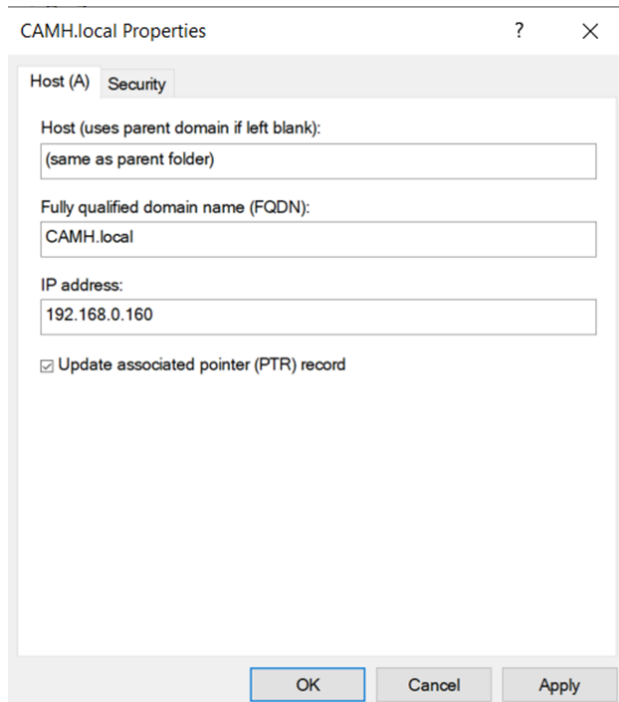 CAMH.local Properties
?
Host (A)
Security
Host (uses parent domain if left blank):
(same as parent folder)
Fully qualified domain name (FQDN):
CAMH.local
IP address:
192.168.0.160
Update associated pointer (PTR) record
OK
Cancel
Apply